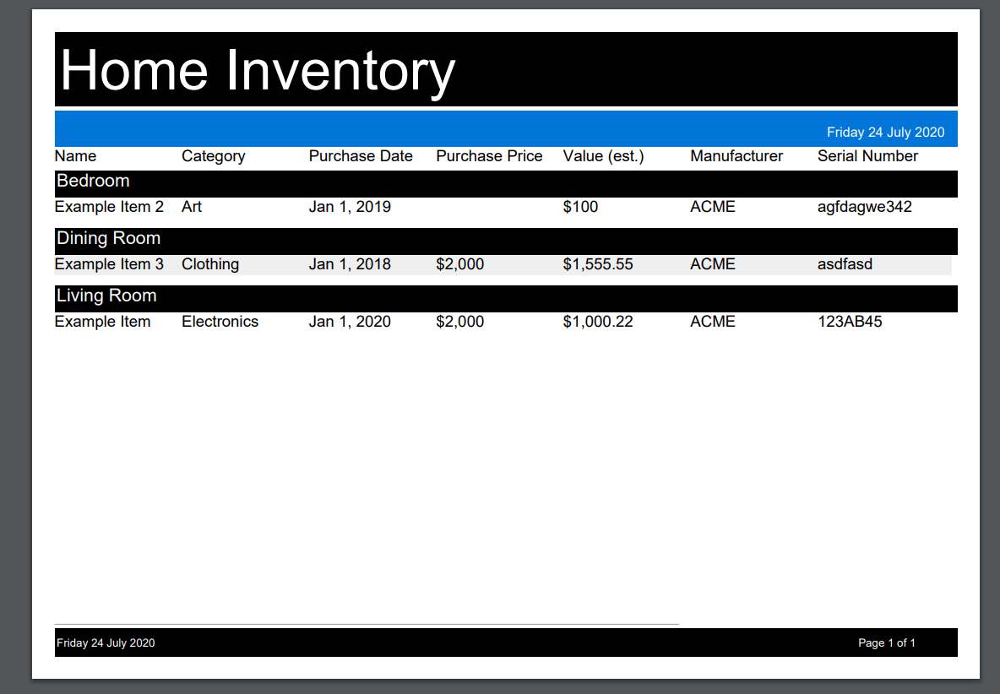 Home Inventory
Friday 24 July 2020
Name Category Purchase Date Purchase Price Value (est.) Manufacturer Serial Number
Bedroom
Example Item 2 Art Jan 1, 2019 $100 ACME agfdagwe342
Dining Room
Example Item 3 Clothing Jan 1, 2018 $2,000 $1,555.55 ACME asdfasd
Living Room
Example Item Electronics Jan 1, 2020 $2,000 $1,000.22 ACME 123AB45
Friday 24 July 2020 Page 1 of 1